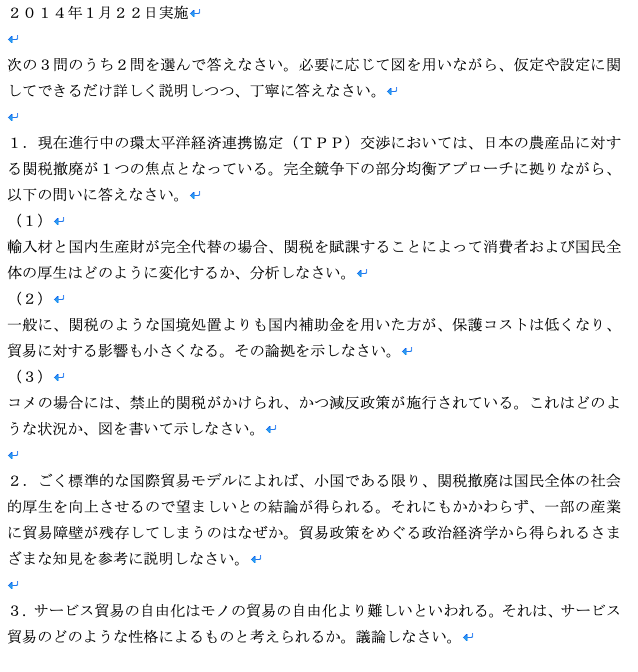 ２０１４年１月２２日実施
次の３問のうち２問を選んで答えなさい。必要に応じて図を用いながら、仮定や設定に関
してできるだけ詳しく説明しつつ、丁寧に答えなさい。
１．現在進行中の環太平洋経済連携協定（ＴＰＰ）交渉においては、日本の農産品に対す
る関税撤廃が１つの焦点となっている。完全競争下の部分均衡アプローチに拠りながら、
以下の問いに答えなさい。
（１）
輸入材と国内生産財が完全代替の場合、関税を賦課することによって消費者および国民全
体の厚生はどのように変化するか、分析しなさい。
（２）
一般に、関税のような国境処置よりも国内補助金を用いた方が、保護コストは低くなり、
貿易に対する影響も小さくなる。その論拠を示しなさい。
（３）
コメの場合には、禁止的関税がかけられ、かつ減反政策が施行されている。これはどのよ
うな状況か、図を書いて示しなさい。
２．ごく標準的な国際貿易モデルによれば、小国である限り、関税撤廃は国民全体の社会
的厚生を向上させるので望ましいとの結論が得られる。それにもかかわらず、一部の産業
に貿易障壁が残存してしまうのはなぜか。貿易政策をめぐる政治経済学から得られるさま
ざまな知見を参考に説明しなさい。
３．サービス貿易の自由化はモノの貿易の自由化より難しいといわれる。それは、サービス
貿易のどのような性格によるものと考えられるか。議論しなさい。